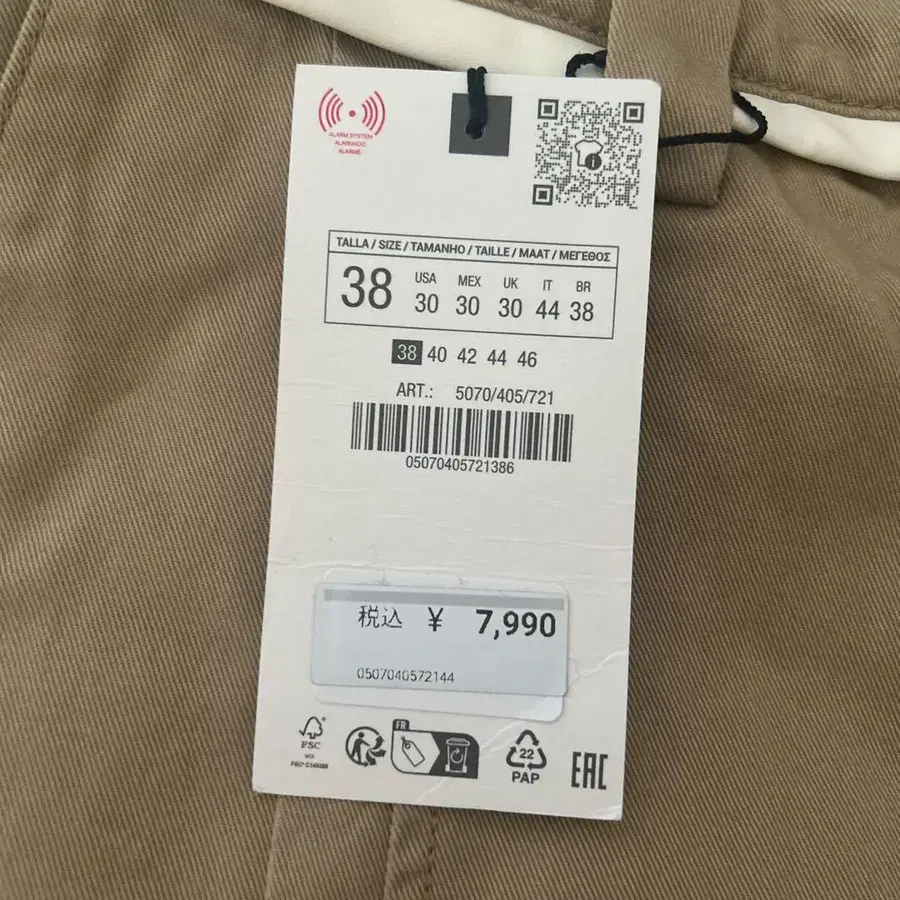 ALARM SYSTEM
ALARMADO
ALARME
TALLA / SIZE / TAMANHO / TAILLE / MAAT / ΜΕΓΕΘΟΣ
38 USA 30 MEX 30 UK 30 IT 44 BR 38
38 40 42 44 46
ART.: 5070/405/721
05070405721386
税込 ¥ 7,990
0507040572144
FSC
MIX
FR
22
PAP
EAC